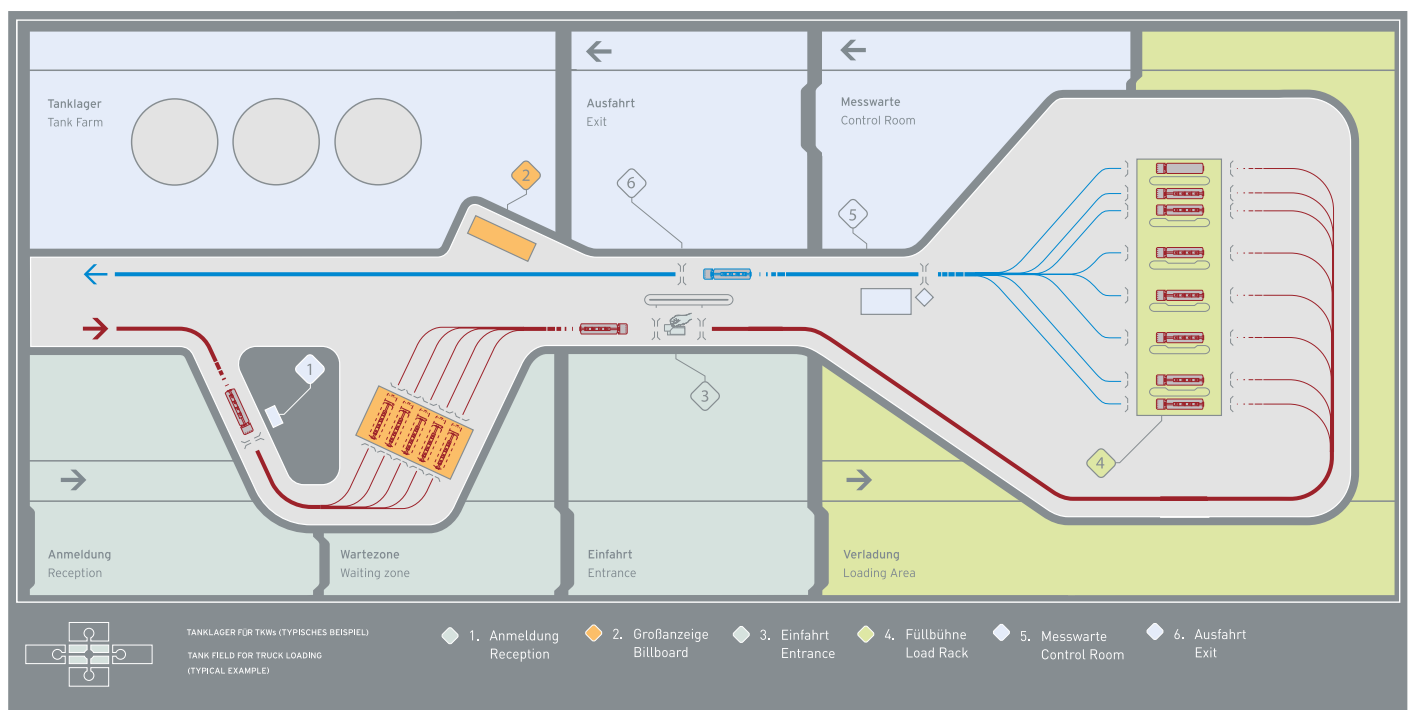 Tanklager
Tank Farm
Ausfahrt
Exit
Messwarte
Control Room
2
6
5
1
3
4
Anmeldung
Reception
Wartezone
Waiting zone
Einfahrt
Entrance
Verladung
Loading Area
TANKLAGER FÜR TKWs (TYPISCHES BEISPIEL)
TANK FIELD FOR TRUCK LOADING
(TYPICAL EXAMPLE)
1. Anmeldung
Reception
2. Großanzeige
Billboard
3. Einfahrt
Entrance
4. Füllbühne
Load Rack
5. Messwarte
Control Room
6. Ausfahrt
Exit